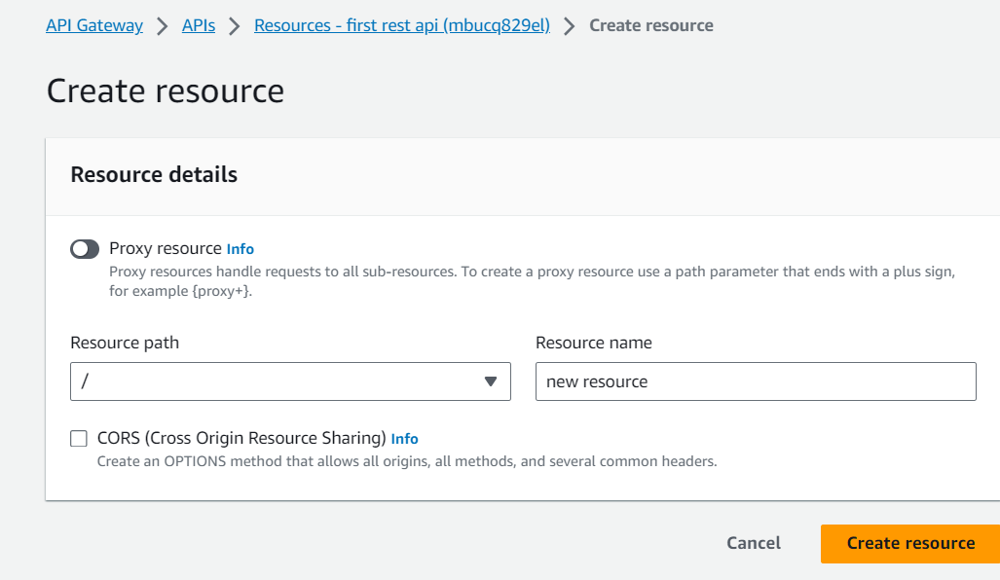 API Gateway > APIs > Resources - first rest api (mbucq829el) > Create resource
Create resource
Resource details
Proxy resource Info
Proxy resources handle requests to all sub-resources. To create a proxy resource use a path parameter that ends with a plus sign,
for example {proxy+}.
Resource path Resource name
/ new resource
CORS (Cross Origin Resource Sharing) Info
Create an OPTIONS method that allows all origins, all methods, and several common headers.
Cancel Create resource